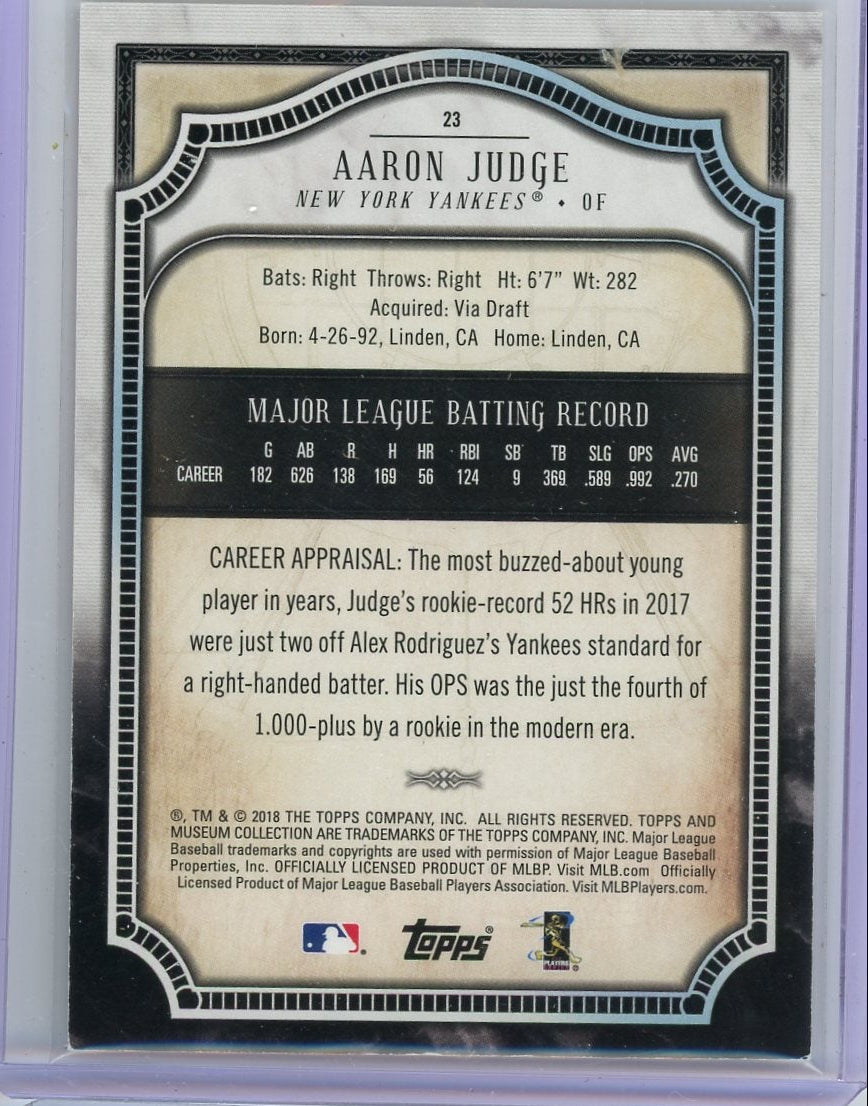 23
AARON JUDGE
NEW YORK YANKEES® • OF
Bats: Right Throws: Right Ht: 6'7" Wt: 282
Acquired: Via Draft
Born: 4-26-92, Linden, CA Home: Linden, CA
MAJOR LEAGUE BATTING RECORD
G AB R H HR RBI SB TB SLG OPS AVG
CAREER 182 626 138 169 56 124 9 369 .589 .992 .270
CAREER APPRAISAL: The most buzzed-about young
player in years, Judge's rookie-record 52 HRs in 2017
were just two off Alex Rodriguez's Yankees standard for
a right-handed batter. His OPS was the just the fourth of
1.000-plus by a rookie in the modern era.
®, TM & © 2018 THE TOPPS COMPANY, INC. ALL RIGHTS RESERVED. TOPPS AND
MUSEUM COLLECTION ARE TRADEMARKS OF THE TOPPS COMPANY, INC. Major League
Baseball trademarks and copyrights are used with permission of Major League Baseball
Properties, Inc. OFFICIALLY LICENSED PRODUCT OF MLBP. Visit MLB.com Officially
Licensed Product of Major League Baseball Players Association. Visit MLBPlayers.com.
topps®
PLAYERS